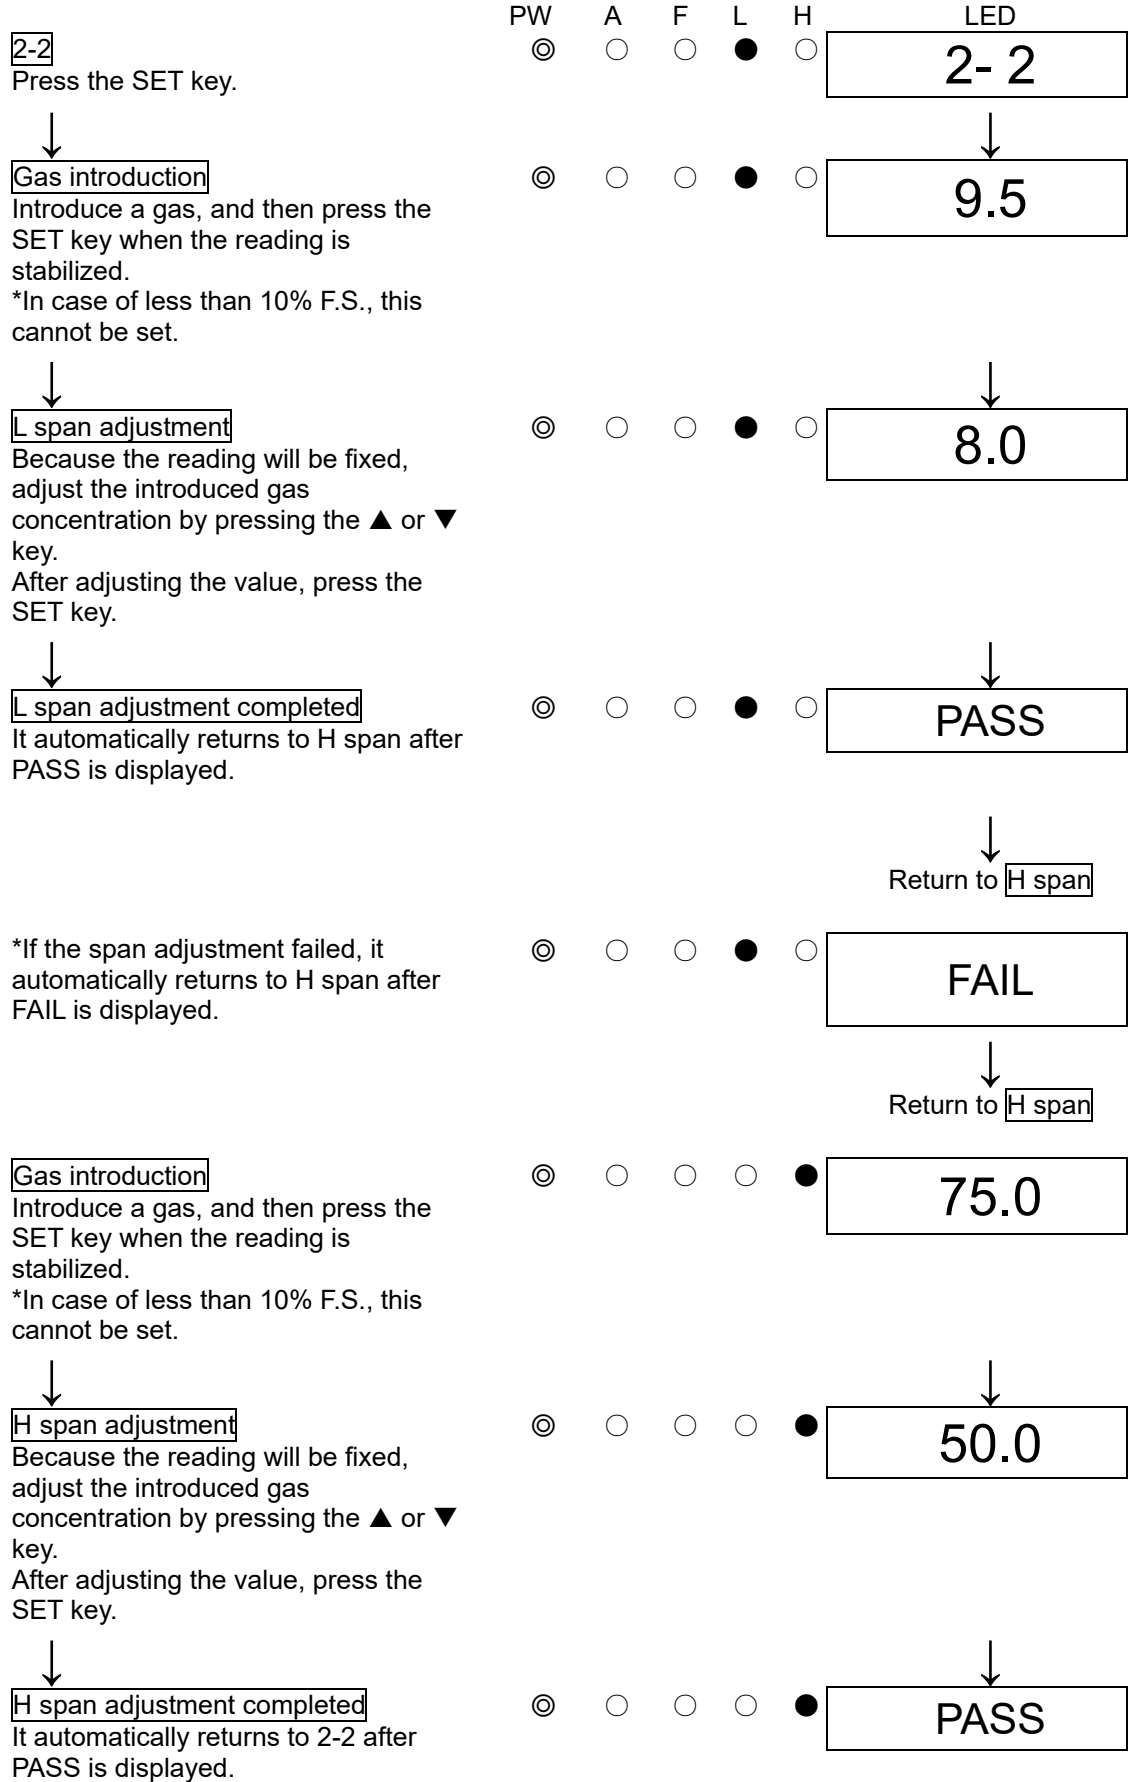 PW A F L H LED
2-2 ◎ ○ ○ ● ○ 2- 2
Press the SET key.
↓ ↓
Gas introduction ◎ ○ ○ ● ○ 9.5
Introduce a gas, and then press the
SET key when the reading is
stabilized.
*In case of less than 10% F.S., this
cannot be set.
↓ ↓
L span adjustment ◎ ○ ○ ● ○ 8.0
Because the reading will be fixed,
adjust the introduced gas
concentration by pressing the ▲ or ▼
key.
After adjusting the value, press the
SET key.
↓ ↓
L span adjustment completed ◎ ○ ○ ● ○ PASS
It automatically returns to H span after
PASS is displayed.
↓
Return to H span
*If the span adjustment failed, it ◎ ○ ○ ● ○ FAIL
automatically returns to H span after
FAIL is displayed.
↓
Return to H span
Gas introduction ◎ ○ ○ ○ ● 75.0
Introduce a gas, and then press the
SET key when the reading is
stabilized.
*In case of less than 10% F.S., this
cannot be set.
↓ ↓
H span adjustment ◎ ○ ○ ○ ● 50.0
Because the reading will be fixed,
adjust the introduced gas
concentration by pressing the ▲ or ▼
key.
After adjusting the value, press the
SET key.
↓ ↓
H span adjustment completed ◎ ○ ○ ○ ● PASS
It automatically returns to 2-2 after
PASS is displayed.